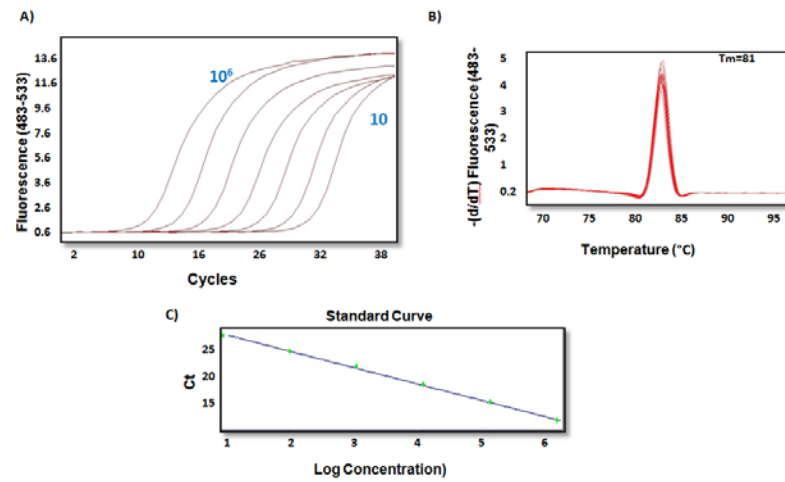 A)
Fluorescence (483-533)
13.6
11.6
9.6
7.6
5.6
3.6
2.6
0.6
10⁶
10
2 10 16 26 32 38
Cycles
B)
-(d/dT) Fluorescence (483-
533)
5
4
3
2
1
0.2
Tm=81
70 75 80 85 90 95
Temperature (°C)
C)
Standard Curve
Ct
25
20
15
1 2 3 4 5 6
Log Concentration)